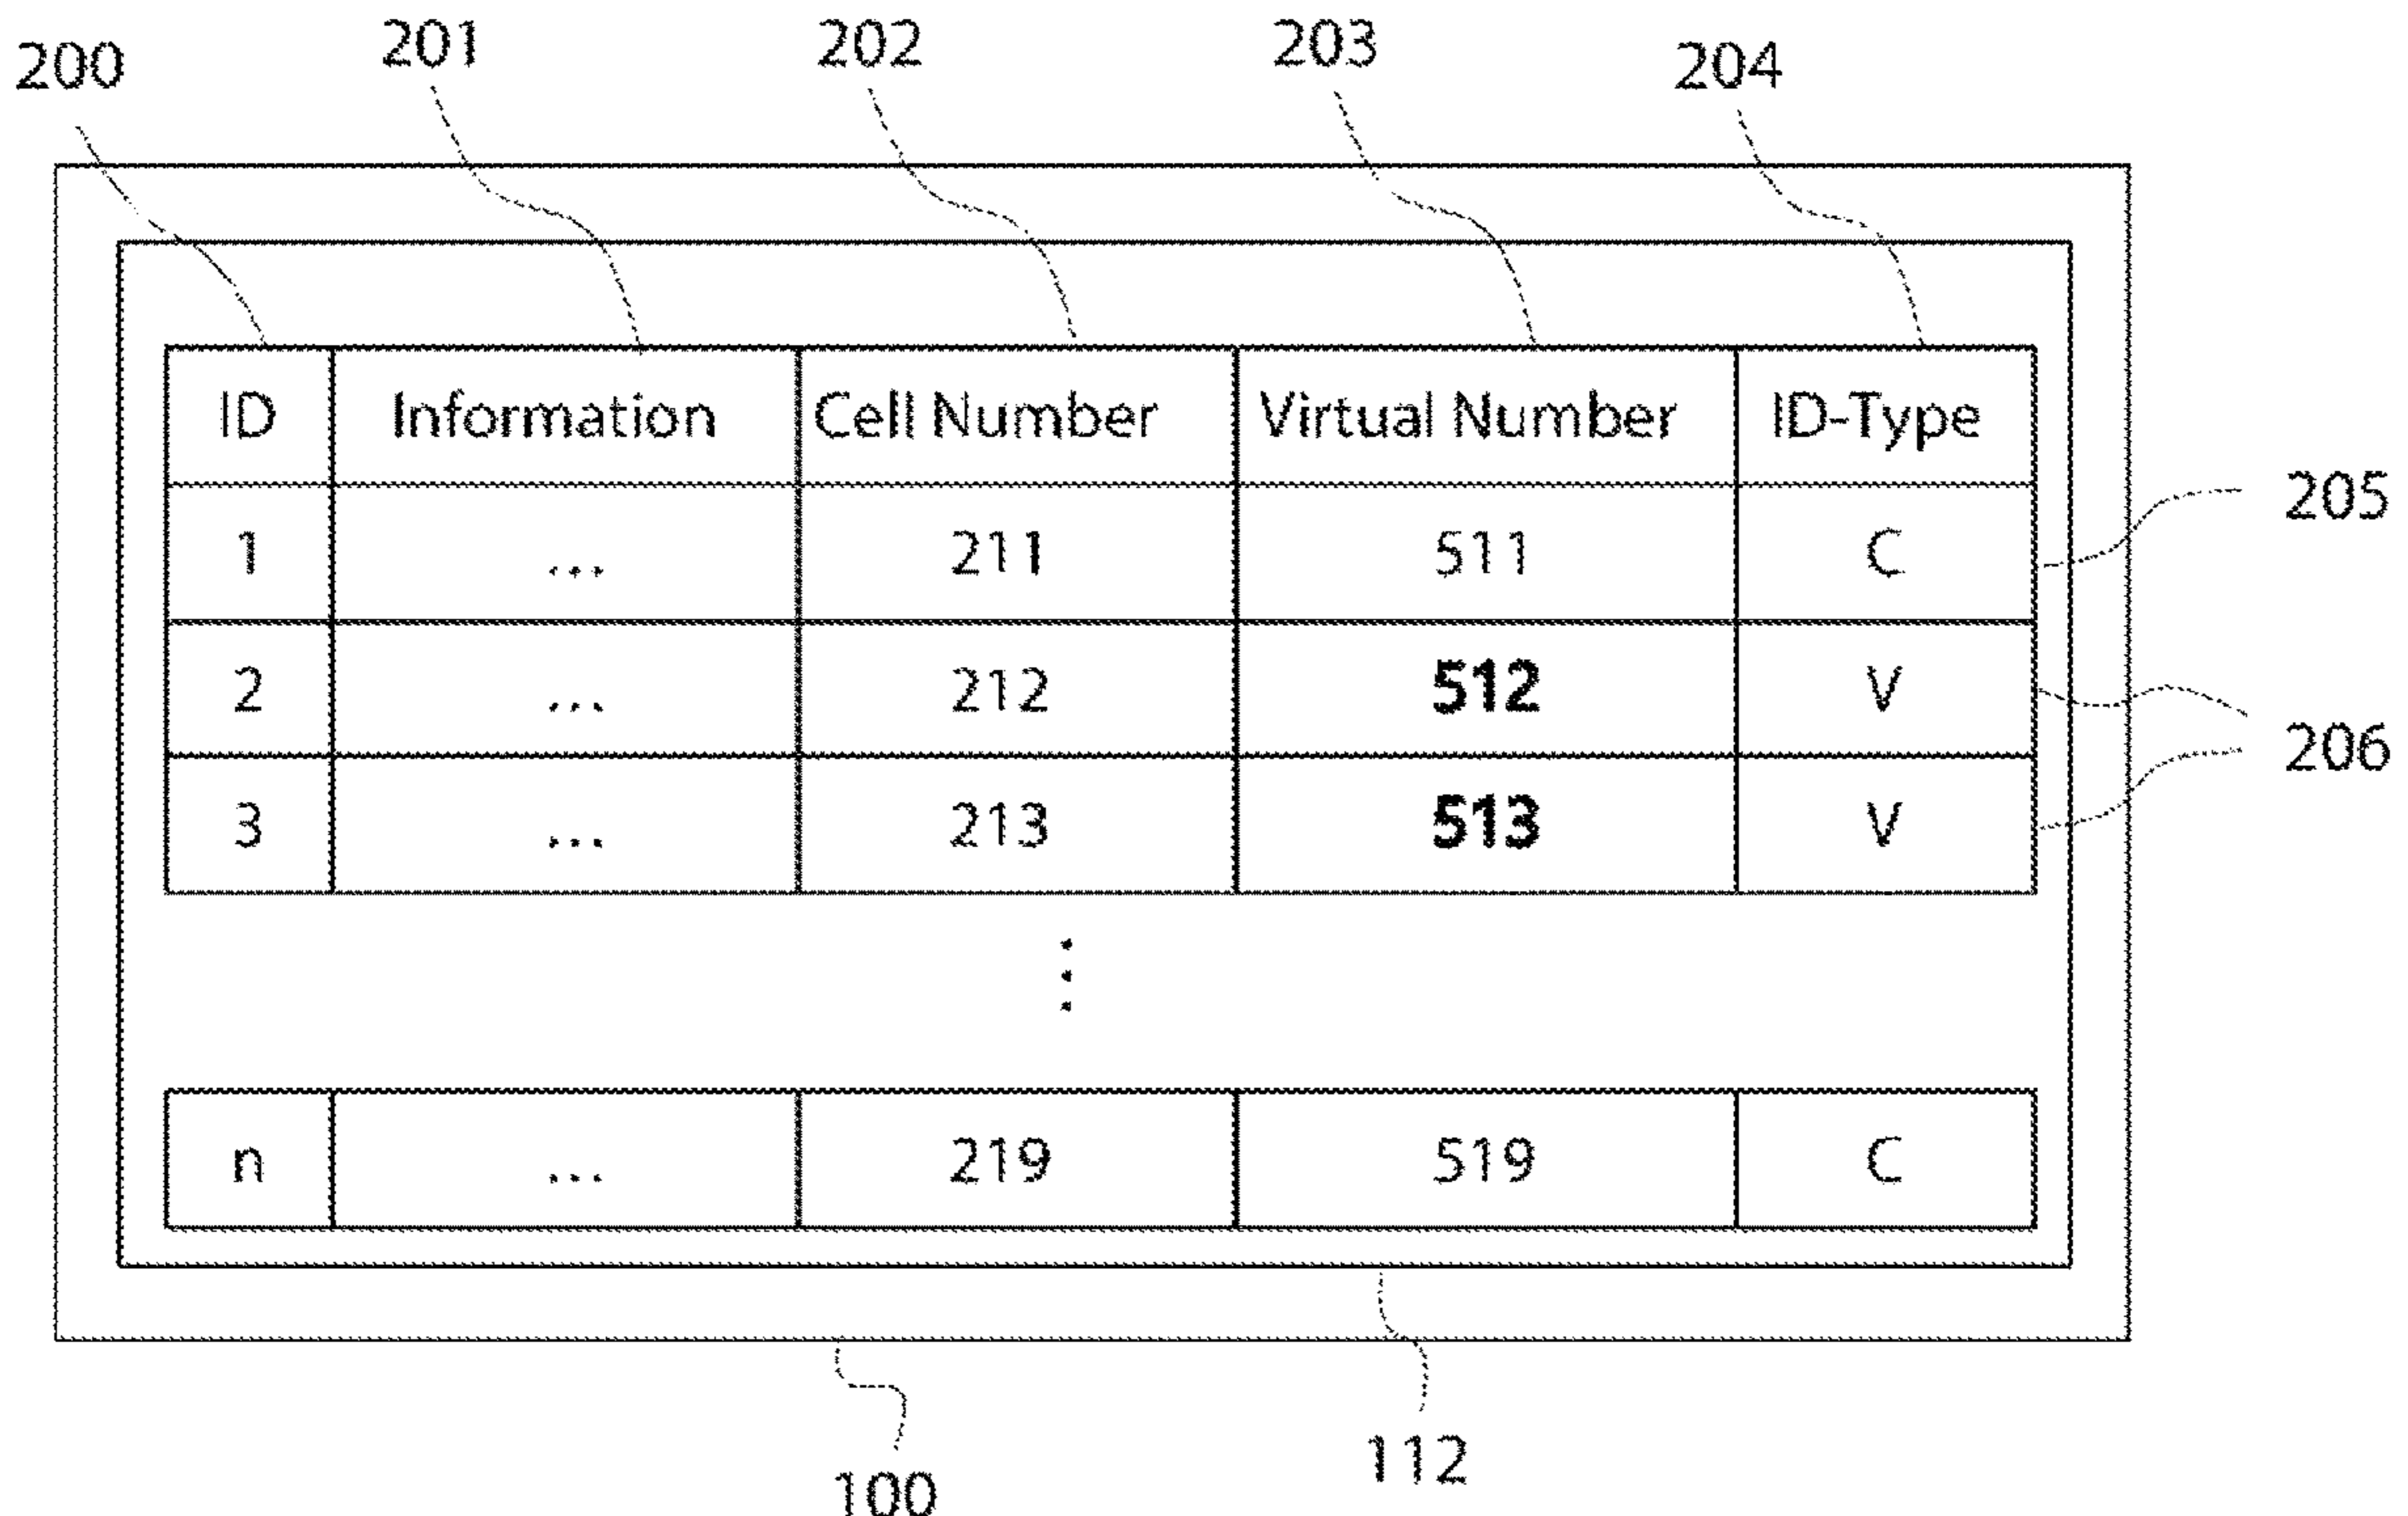 200 201 202 203 204
ID Information Cell Number Virtual Number ID-Type
1 ... 211 511 C
205
2 ... 212 512 V
206
3 ... 213 513 V
⋮
n ... 219 519 C
112
100